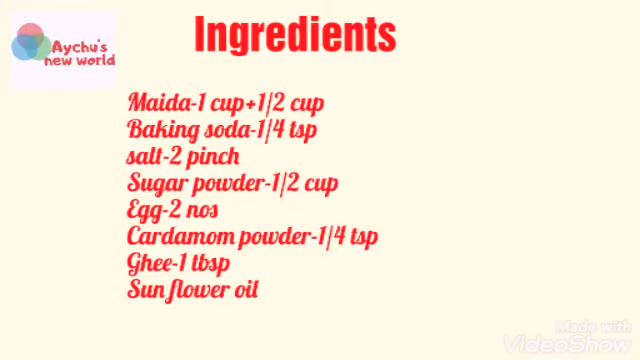 Aychu's
new world
Ingredients
Maida-1 cup+1/2 cup
Baking soda-1/4 tsp
salt-2 pinch
Sugar powder-1/2 cup
Egg-2 nos
Cardamom powder-1/4 tsp
Ghee-1 tbsp
Sun flower oil
Made with
VideoShow